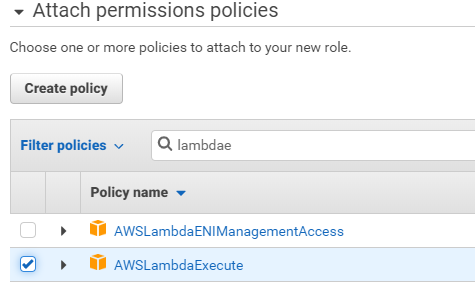 Attach permissions policies
Choose one or more policies to attach to your new role.
Create policy
Filter policies
lambdae
Policy name
AWSLambdaENIManagementAccess
AWSLambdaExecute